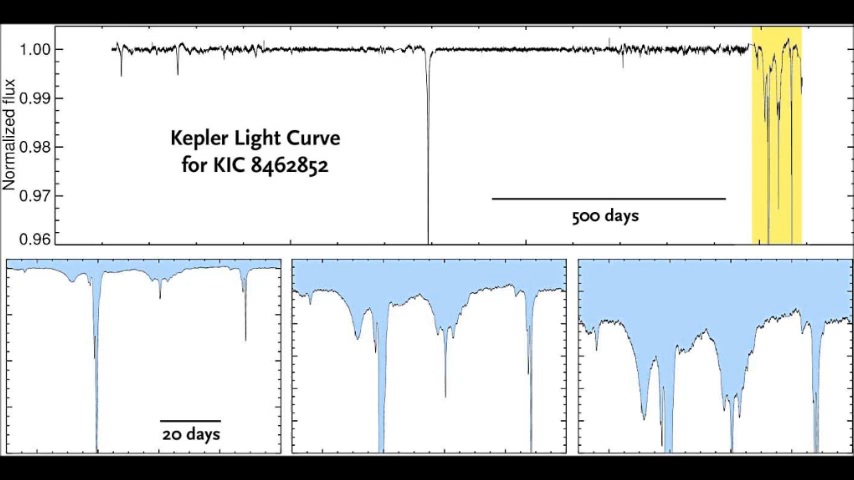 1.00
0.99
0.98
0.97
0.96
Normalized flux
Kepler Light Curve
for KIC 8462852
500 days
20 days